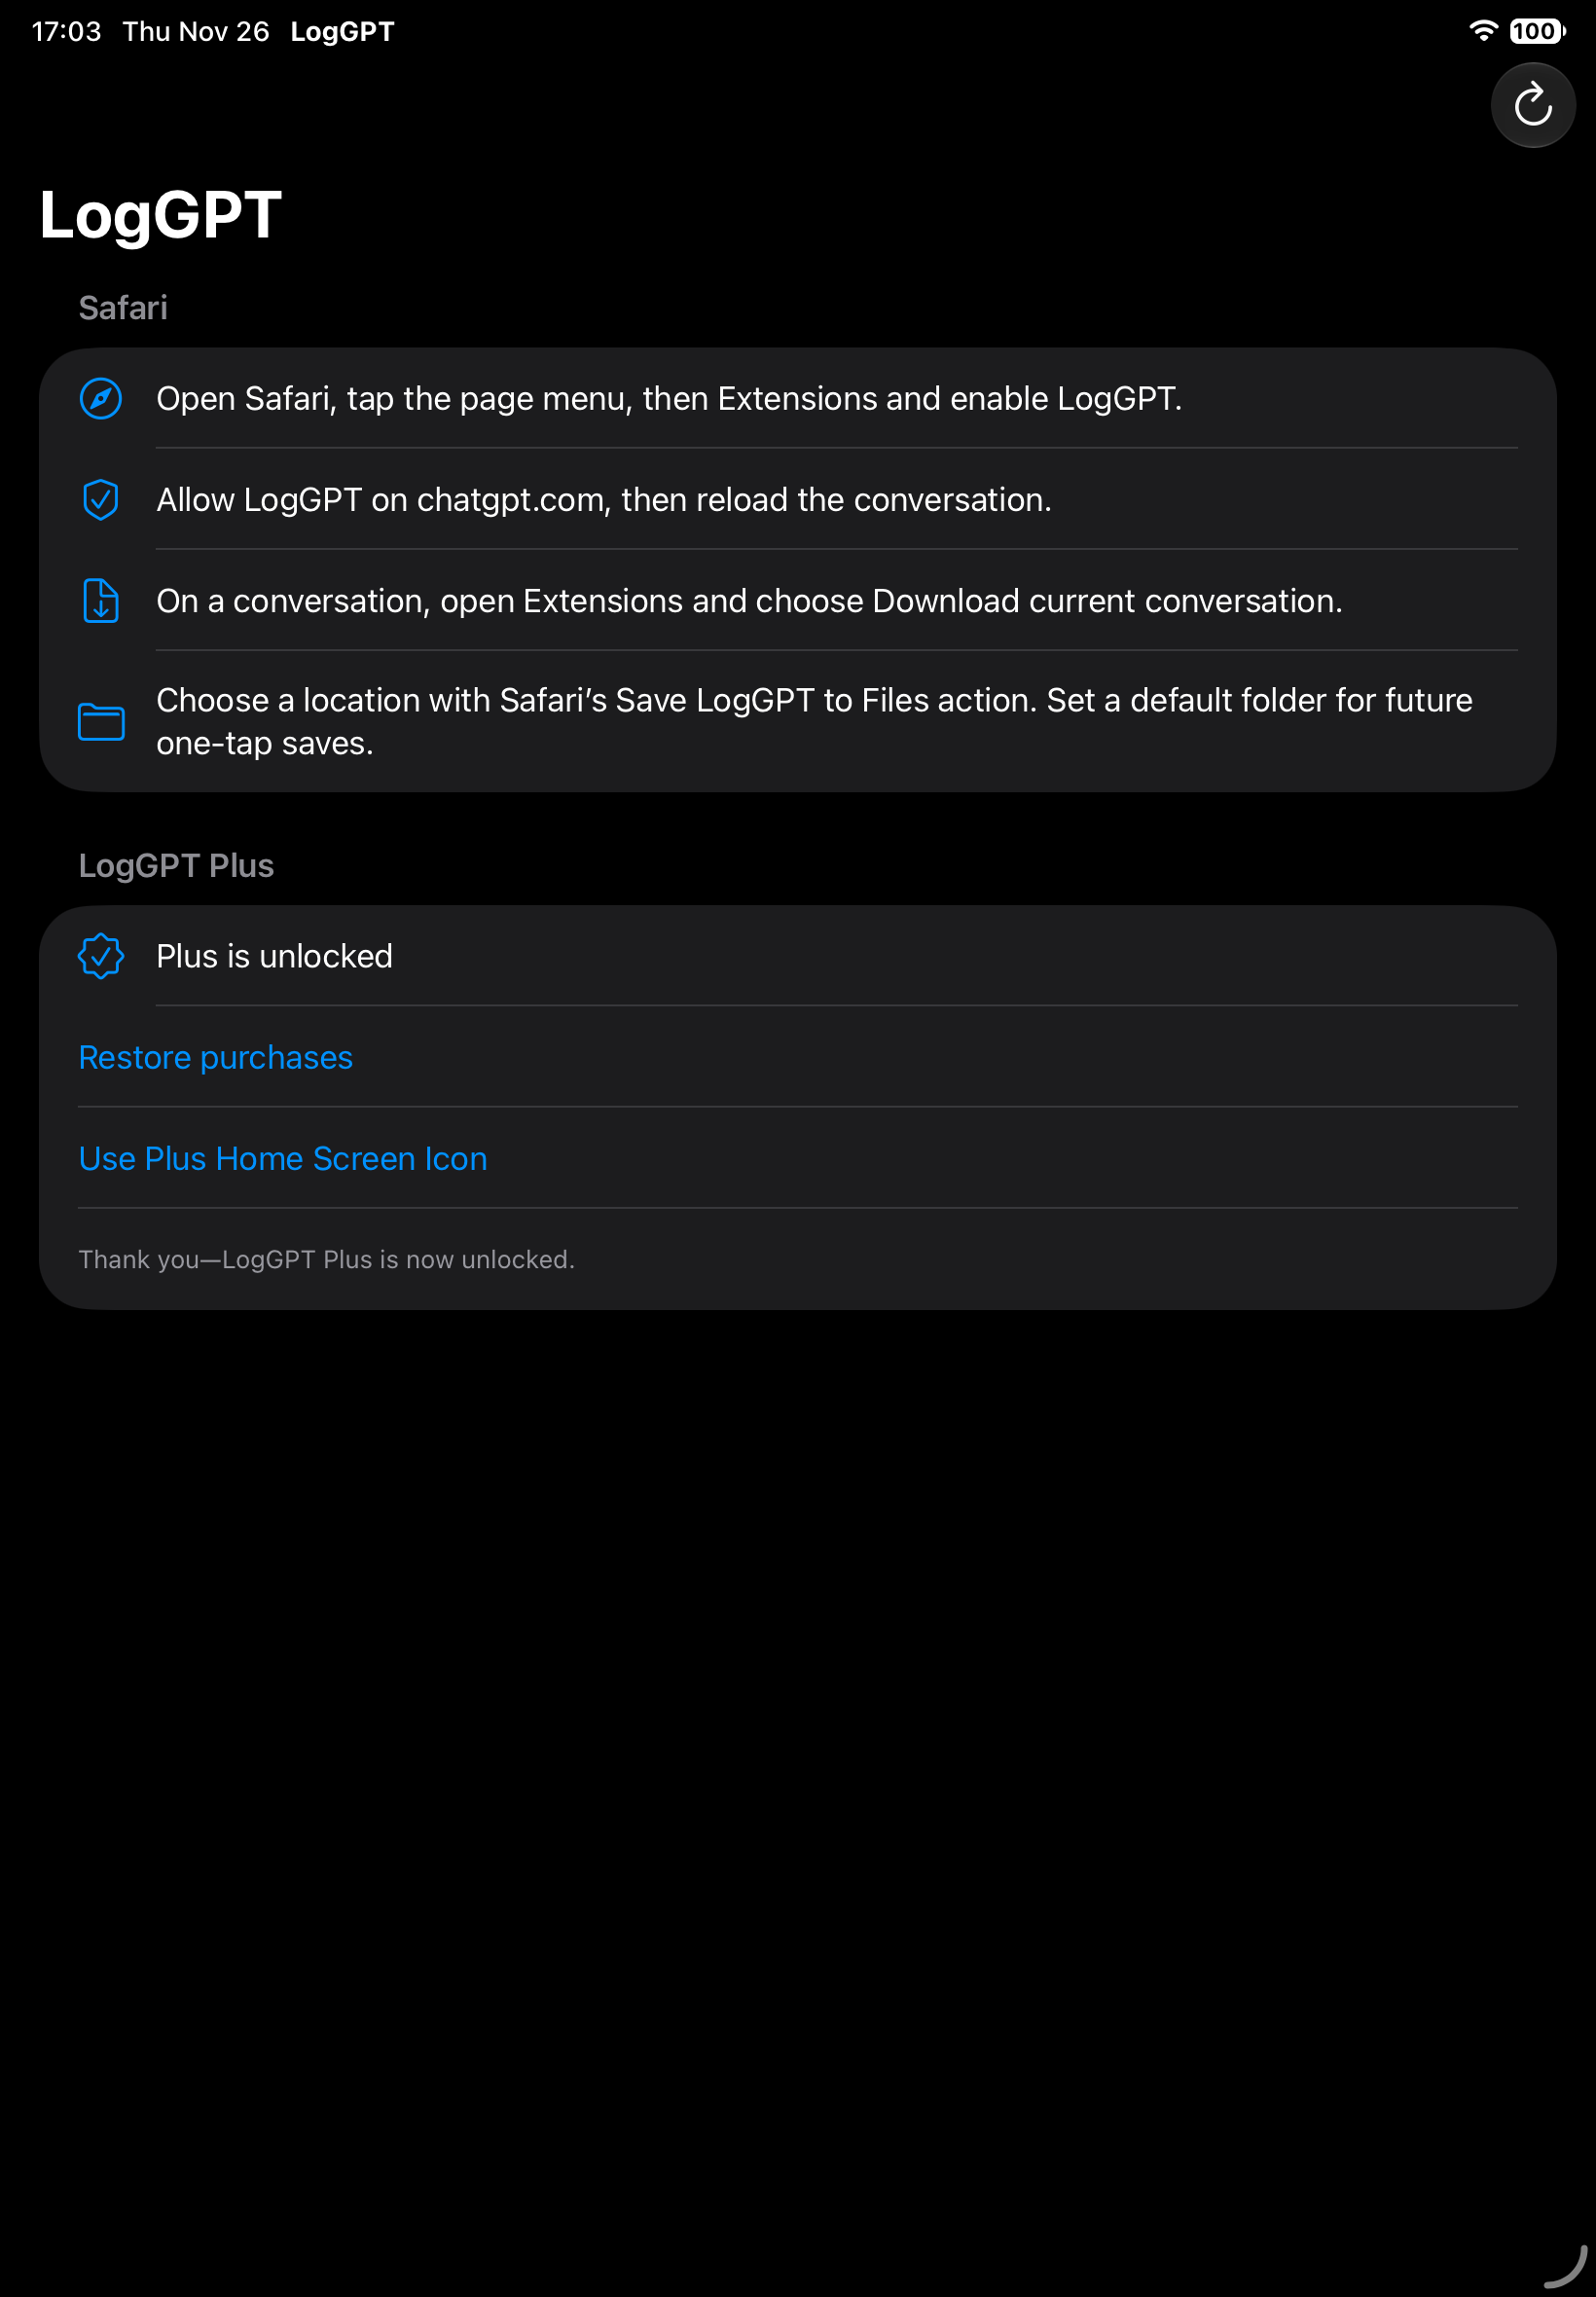 17:03 Thu Nov 26 LogGPT
100
LogGPT
Safari
Open Safari, tap the page menu, then Extensions and enable LogGPT.
Allow LogGPT on chatgpt.com, then reload the conversation.
On a conversation, open Extensions and choose Download current conversation.
Choose a location with Safari’s Save LogGPT to Files action. Set a default folder for future
one-tap saves.
LogGPT Plus
Plus is unlocked
Restore purchases
Use Plus Home Screen Icon
Thank you—LogGPT Plus is now unlocked.